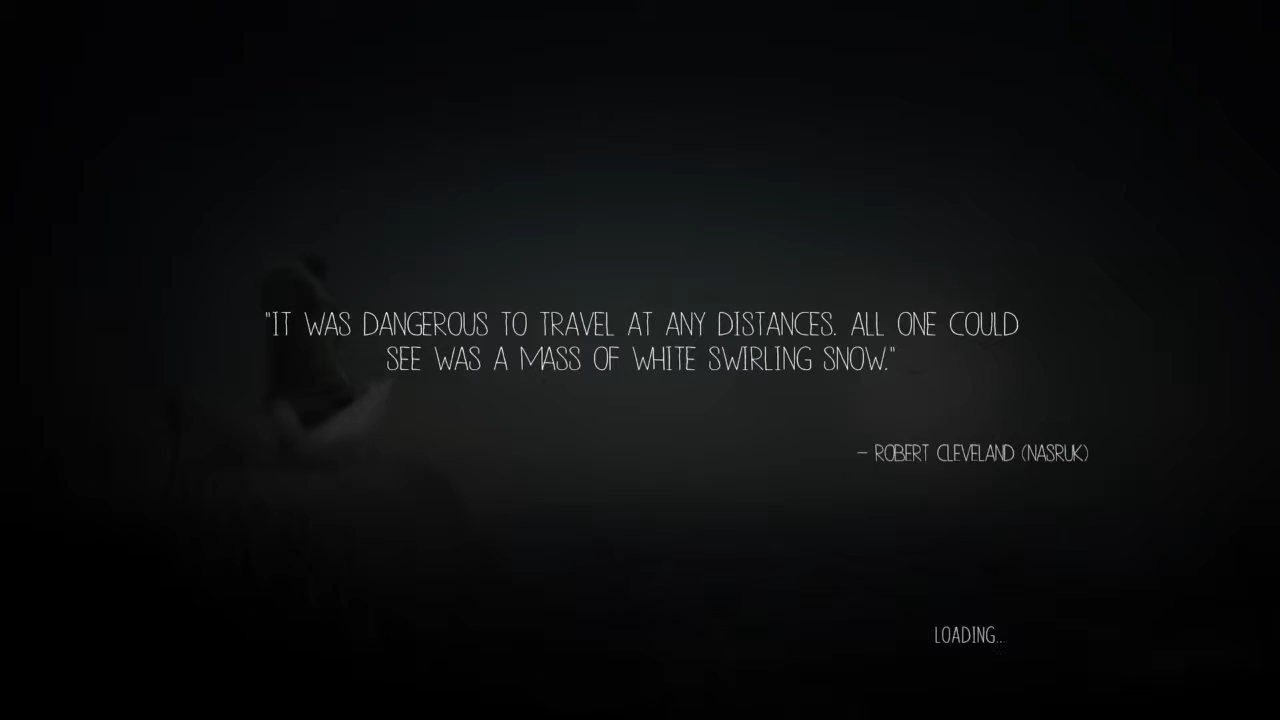 "IT WAS DANGEROUS TO TRAVEL AT ANY DISTANCES. ALL ONE COULD
SEE WAS A MASS OF WHITE SWIRLING SNOW."
– ROBERT CLEVELAND (NASRUK)
LOADING...